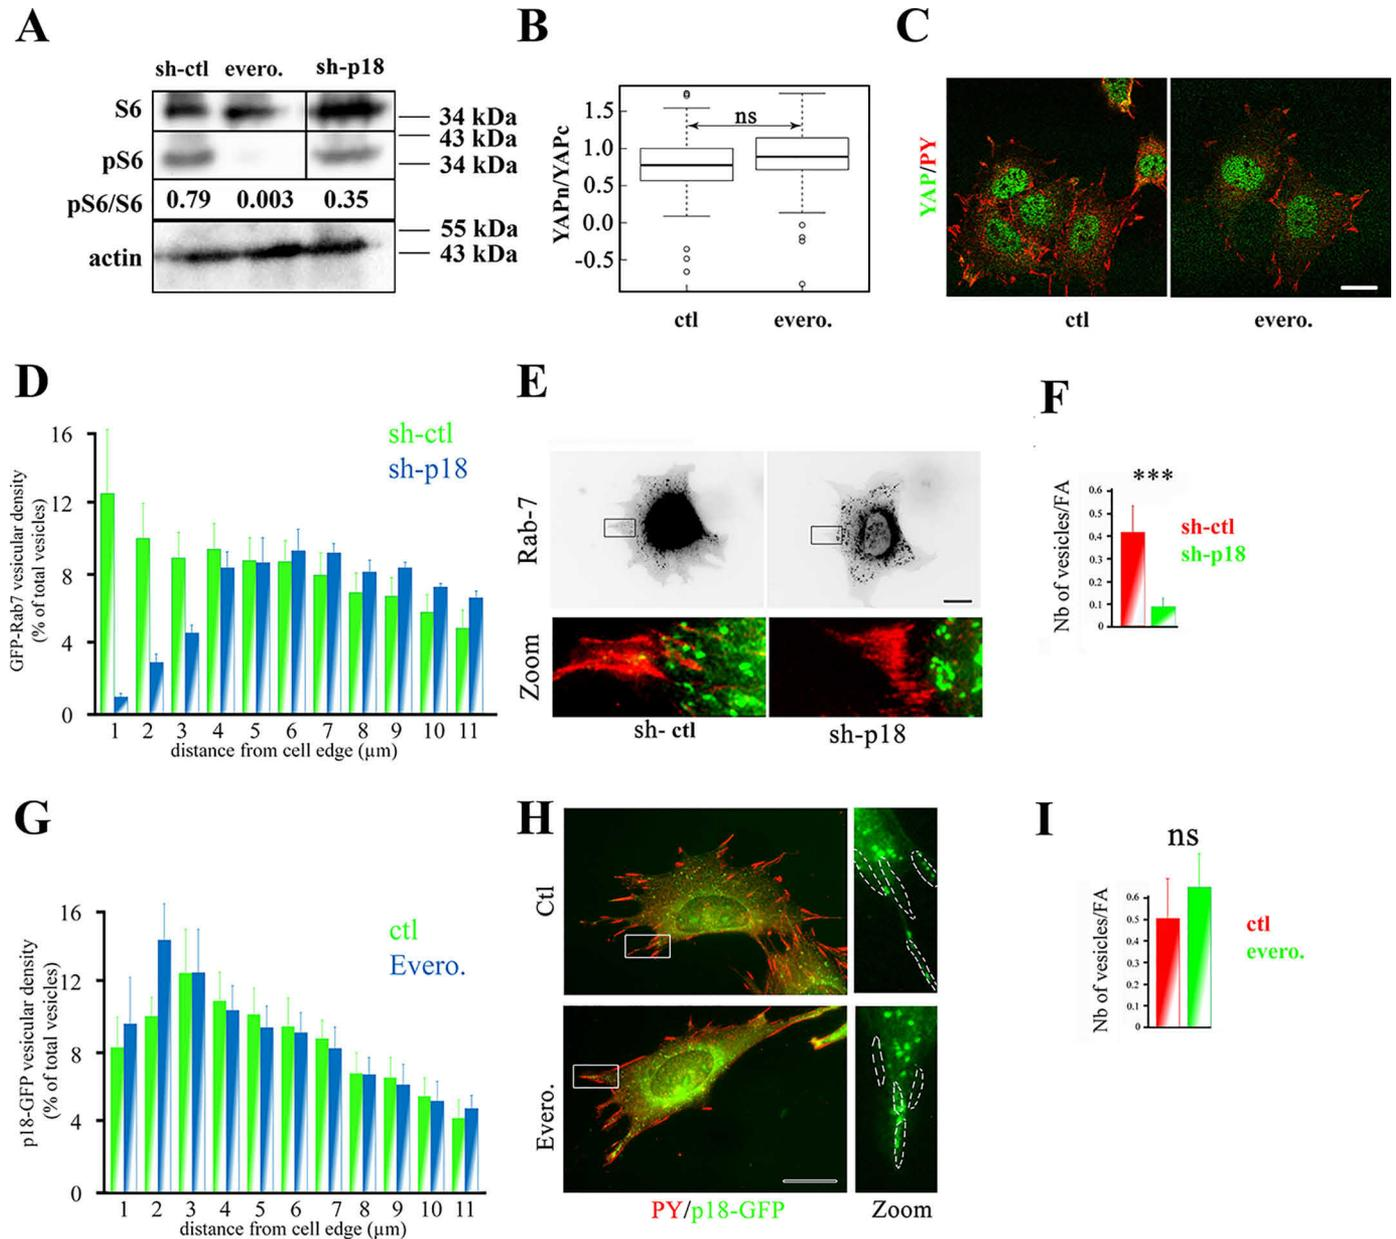 A
sh-ctl evero. sh-p18
S6
34 kDa
43 kDa
pS6
34 kDa
pS6/S6 0.79 0.003 0.35
55 kDa
actin
43 kDa
B
YAPn/YAPc
1.5
1.0
0.5
0.0
-0.5
ns
ctl evero.
C
YAP/PY
ctl evero.
D
GFP-Rab7 vesicular density
(% of total vesicles)
16
12
8
4
0
sh-ctl
sh-p18
1 2 3 4 5 6 7 8 9 10 11
distance from cell edge (µm)
E
Rab-7
Zoom
sh- ctl sh-p18
F
Nb of vesicles/FA
0.6
0.5
0.4
0.3
0.2
0.1
0
***
sh-ctl
sh-p18
G
p18-GFP vesicular density
(% of total vesicles)
16
12
8
4
0
ctl
Evero.
1 2 3 4 5 6 7 8 9 10 11
distance from cell edge (µm)
H
Ctl
Evero.
PY/p18-GFP Zoom
I
Nb of vesicles/FA
ns
0.6
0.5
0.4
0.3
0.2
0.1
0
ctl
evero.